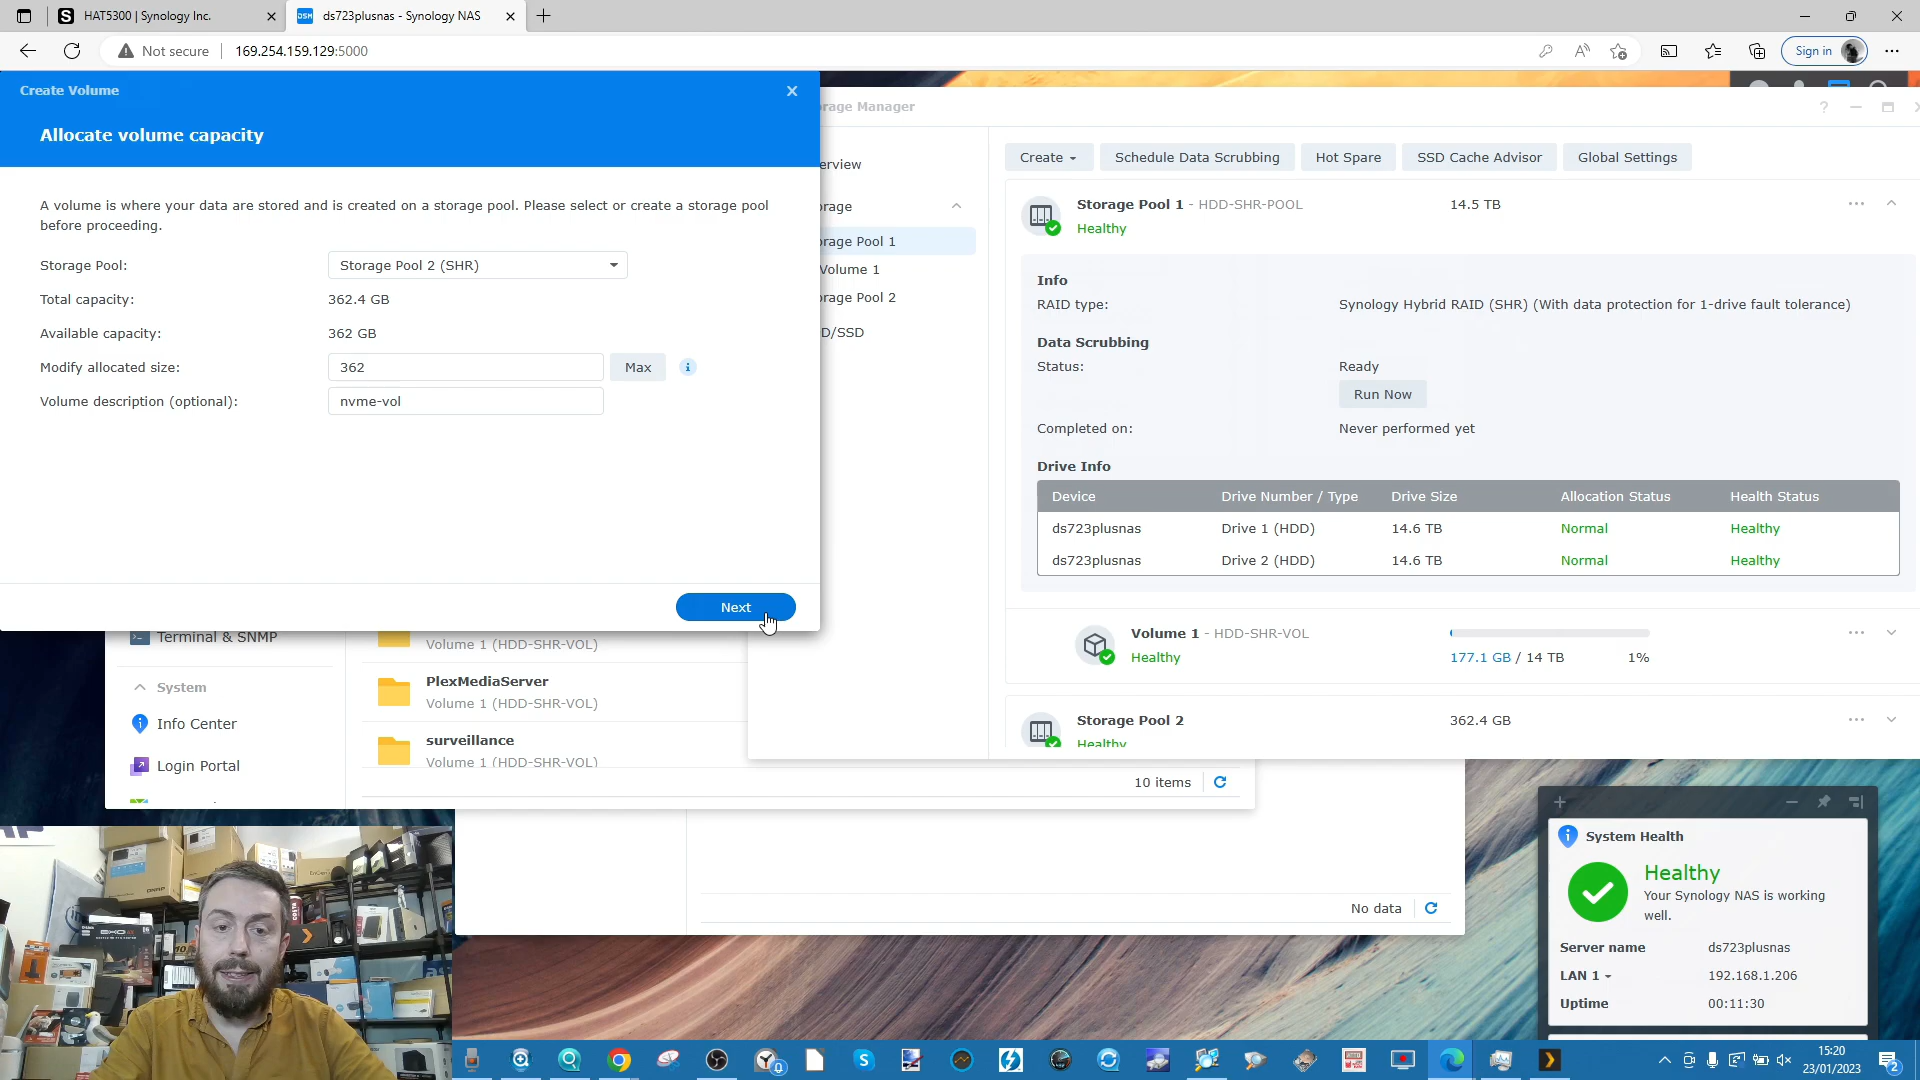 HAT5300 | Synology Inc.
ds723plusnas - Synology NAS
Not secure
169.254.159.129:5000
Sign in
Create Volume
Allocate volume capacity
A volume is where your data are stored and is created on a storage pool. Please select or create a storage pool
before proceeding.
Storage Pool:
Storage Pool 2 (SHR)
Total capacity:
362.4 GB
Available capacity:
362 GB
Modify allocated size:
362
Max
Volume description (optional):
nvme-vol
Next
rage Manager
erview
rage
rage Pool 1
Volume 1
rage Pool 2
D/SSD
Create
Schedule Data Scrubbing
Hot Spare
SSD Cache Advisor
Global Settings
Storage Pool 1 - HDD-SHR-POOL
14.5 TB
Healthy
Info
RAID type:
Synology Hybrid RAID (SHR) (With data protection for 1-drive fault tolerance)
Data Scrubbing
Status:
Ready
Run Now
Completed on:
Never performed yet
Drive Info
Device
Drive Number / Type
Drive Size
Allocation Status
Health Status
ds723plusnas
Drive 1 (HDD)
14.6 TB
Normal
Healthy
ds723plusnas
Drive 2 (HDD)
14.6 TB
Normal
Healthy
Volume 1 - HDD-SHR-VOL
Healthy
177.1 GB / 14 TB
1%
Storage Pool 2
362.4 GB
Healthy
Terminal & SNMP
System
Info Center
Login Portal
Volume 1 (HDD-SHR-VOL)
PlexMediaServer
Volume 1 (HDD-SHR-VOL)
surveillance
Volume 1 (HDD-SHR-VOL)
10 items
No data
System Health
Healthy
Your Synology NAS is working
well.
Server name
ds723plusnas
LAN 1
192.168.1.206
Uptime
00:11:30
15:20
23/01/2023
2